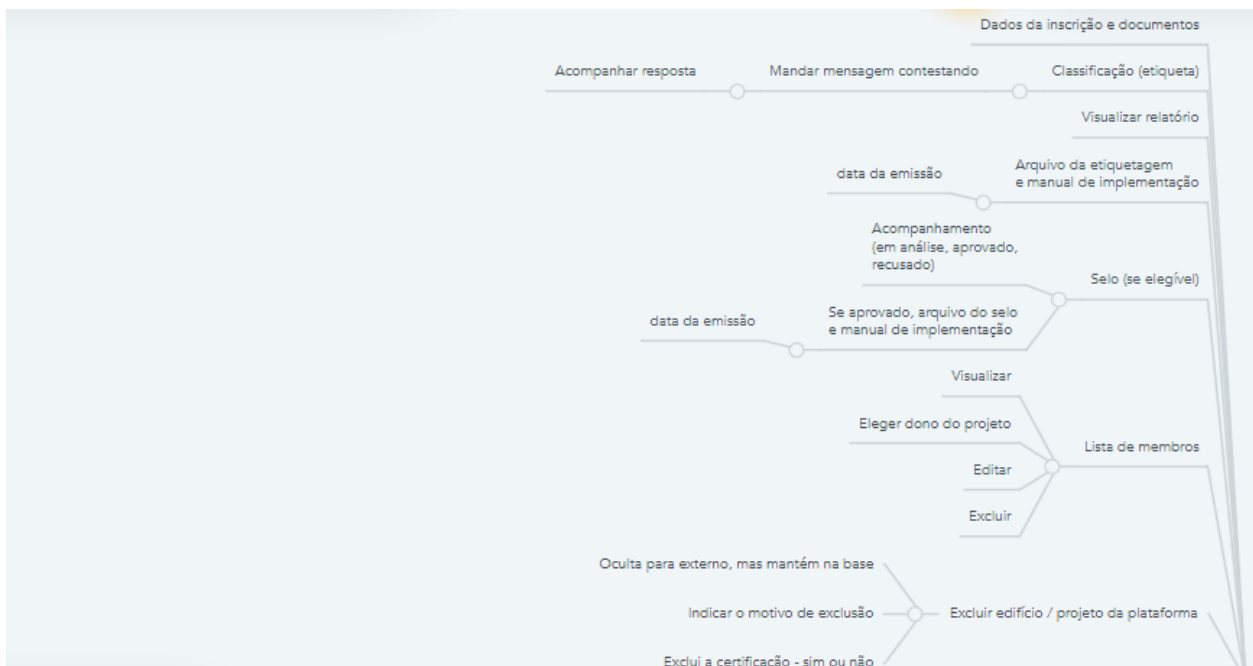 Dados da inscrição e documentos
Acompanhar resposta
Mandar mensagem contestando
Classificação (etiqueta)
Visualizar relatório
data da emissão
Arquivo da etiquetagem
e manual de implementação
Acompanhamento
(em análise, aprovado,
recusado)
Selo (se elegível)
data da emissão
Se aprovado, arquivo do selo
e manual de implementação
Visualizar
Eleger dono do projeto
Lista de membros
Editar
Excluir
Oculta para externo, mas mantém na base
Indicar o motivo de exclusão
Excluir edifício / projeto da plataforma
Exclui a certificação - sim ou não